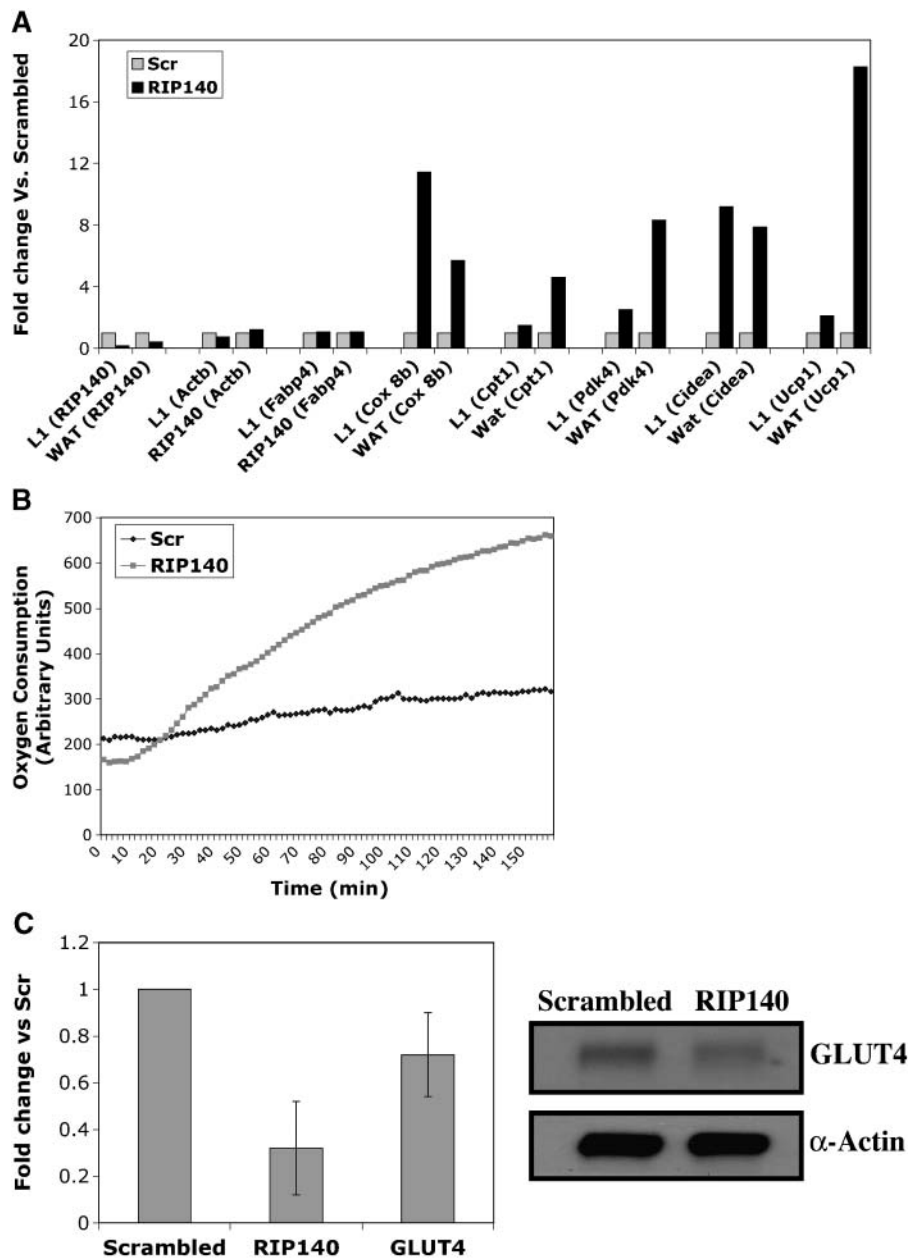 A
Fold change Vs. Scrambled
20
16
12
8
4
0
Scr
RIP140
L1 (RIP140)
WAT (RIP140)
L1 (Actb)
RIP140 (Actb)
L1 (Fabp4)
RIP140 (Fabp4)
L1 (Cox 8b)
WAT (Cox 8b)
L1 (Cpt1)
Wat (Cpt1)
L1 (Pdk4)
WAT (Pdk4)
L1 (Cidea)
Wat (Cidea)
L1 (Ucp1)
WAT (Ucp1)
B
Oxygen Consumption
(Arbitrary Units)
700
600
500
400
300
200
100
0
Scr
RIP140
0 10 20 30 40 50 60 70 80 90 100 110 120 130 140 150
Time (min)
C
Fold change vs Scr
1.2
1
0.8
0.6
0.4
0.2
0
Scrambled RIP140 GLUT4
Scrambled RIP140
GLUT4
α-Actin